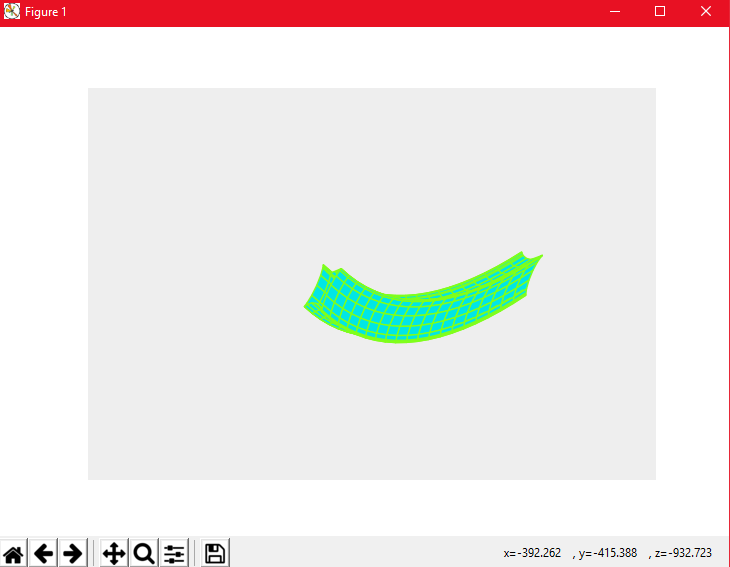 Figure 1
x=-392.262 , y=-415.388 , z=-932.723